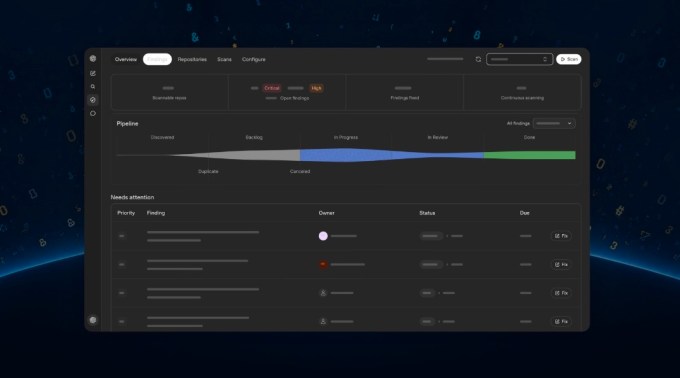 Overview Findings Repositories Scans Configure Scan
Critical High
Scannable repos Open findings Findings fixed Continuous scanning
Pipeline All findings
Uncovered Backlog In Progress In Review Done
Duplicate Canceled
Needs attention
Priority Finding Owner Status Due
Fix
Fix
Fix
Fix